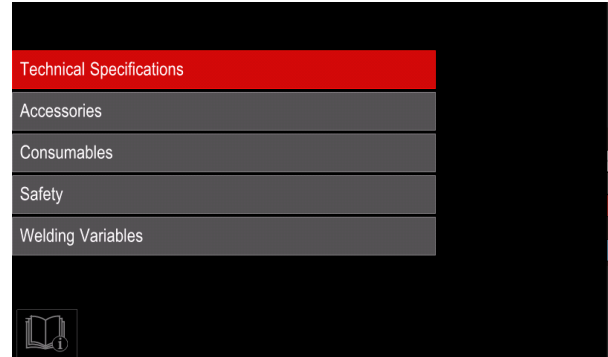 Technical Specifications
Accessories
Consumables
Safety
Welding Variables